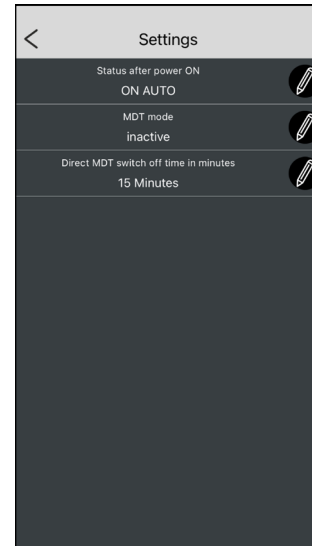 Settings
Status after power ON
ON AUTO
MDT mode
inactive
Direct MDT switch off time in minutes
15 Minutes